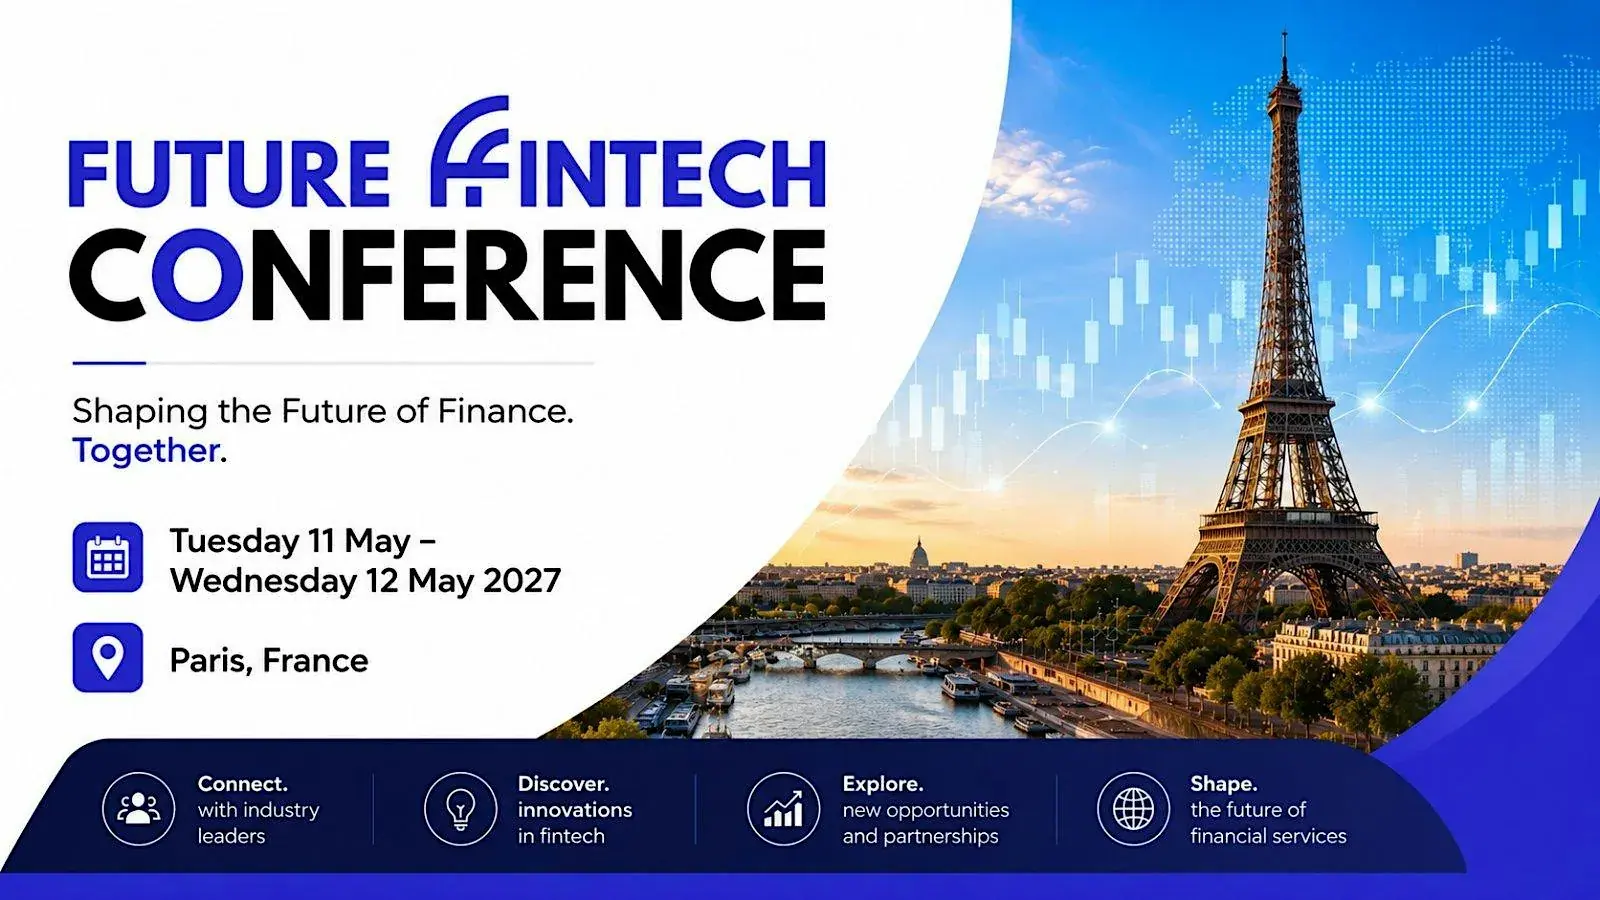 FUTURE FINTECH
CONFERENCE
Shaping the Future of Finance.
Together.
Tuesday 11 May –
Wednesday 12 May 2027
Paris, France
Connect.
with industry
leaders
Discover.
innovations
in fintech
Explore.
new opportunities
and partnerships
Shape.
the future of
financial services